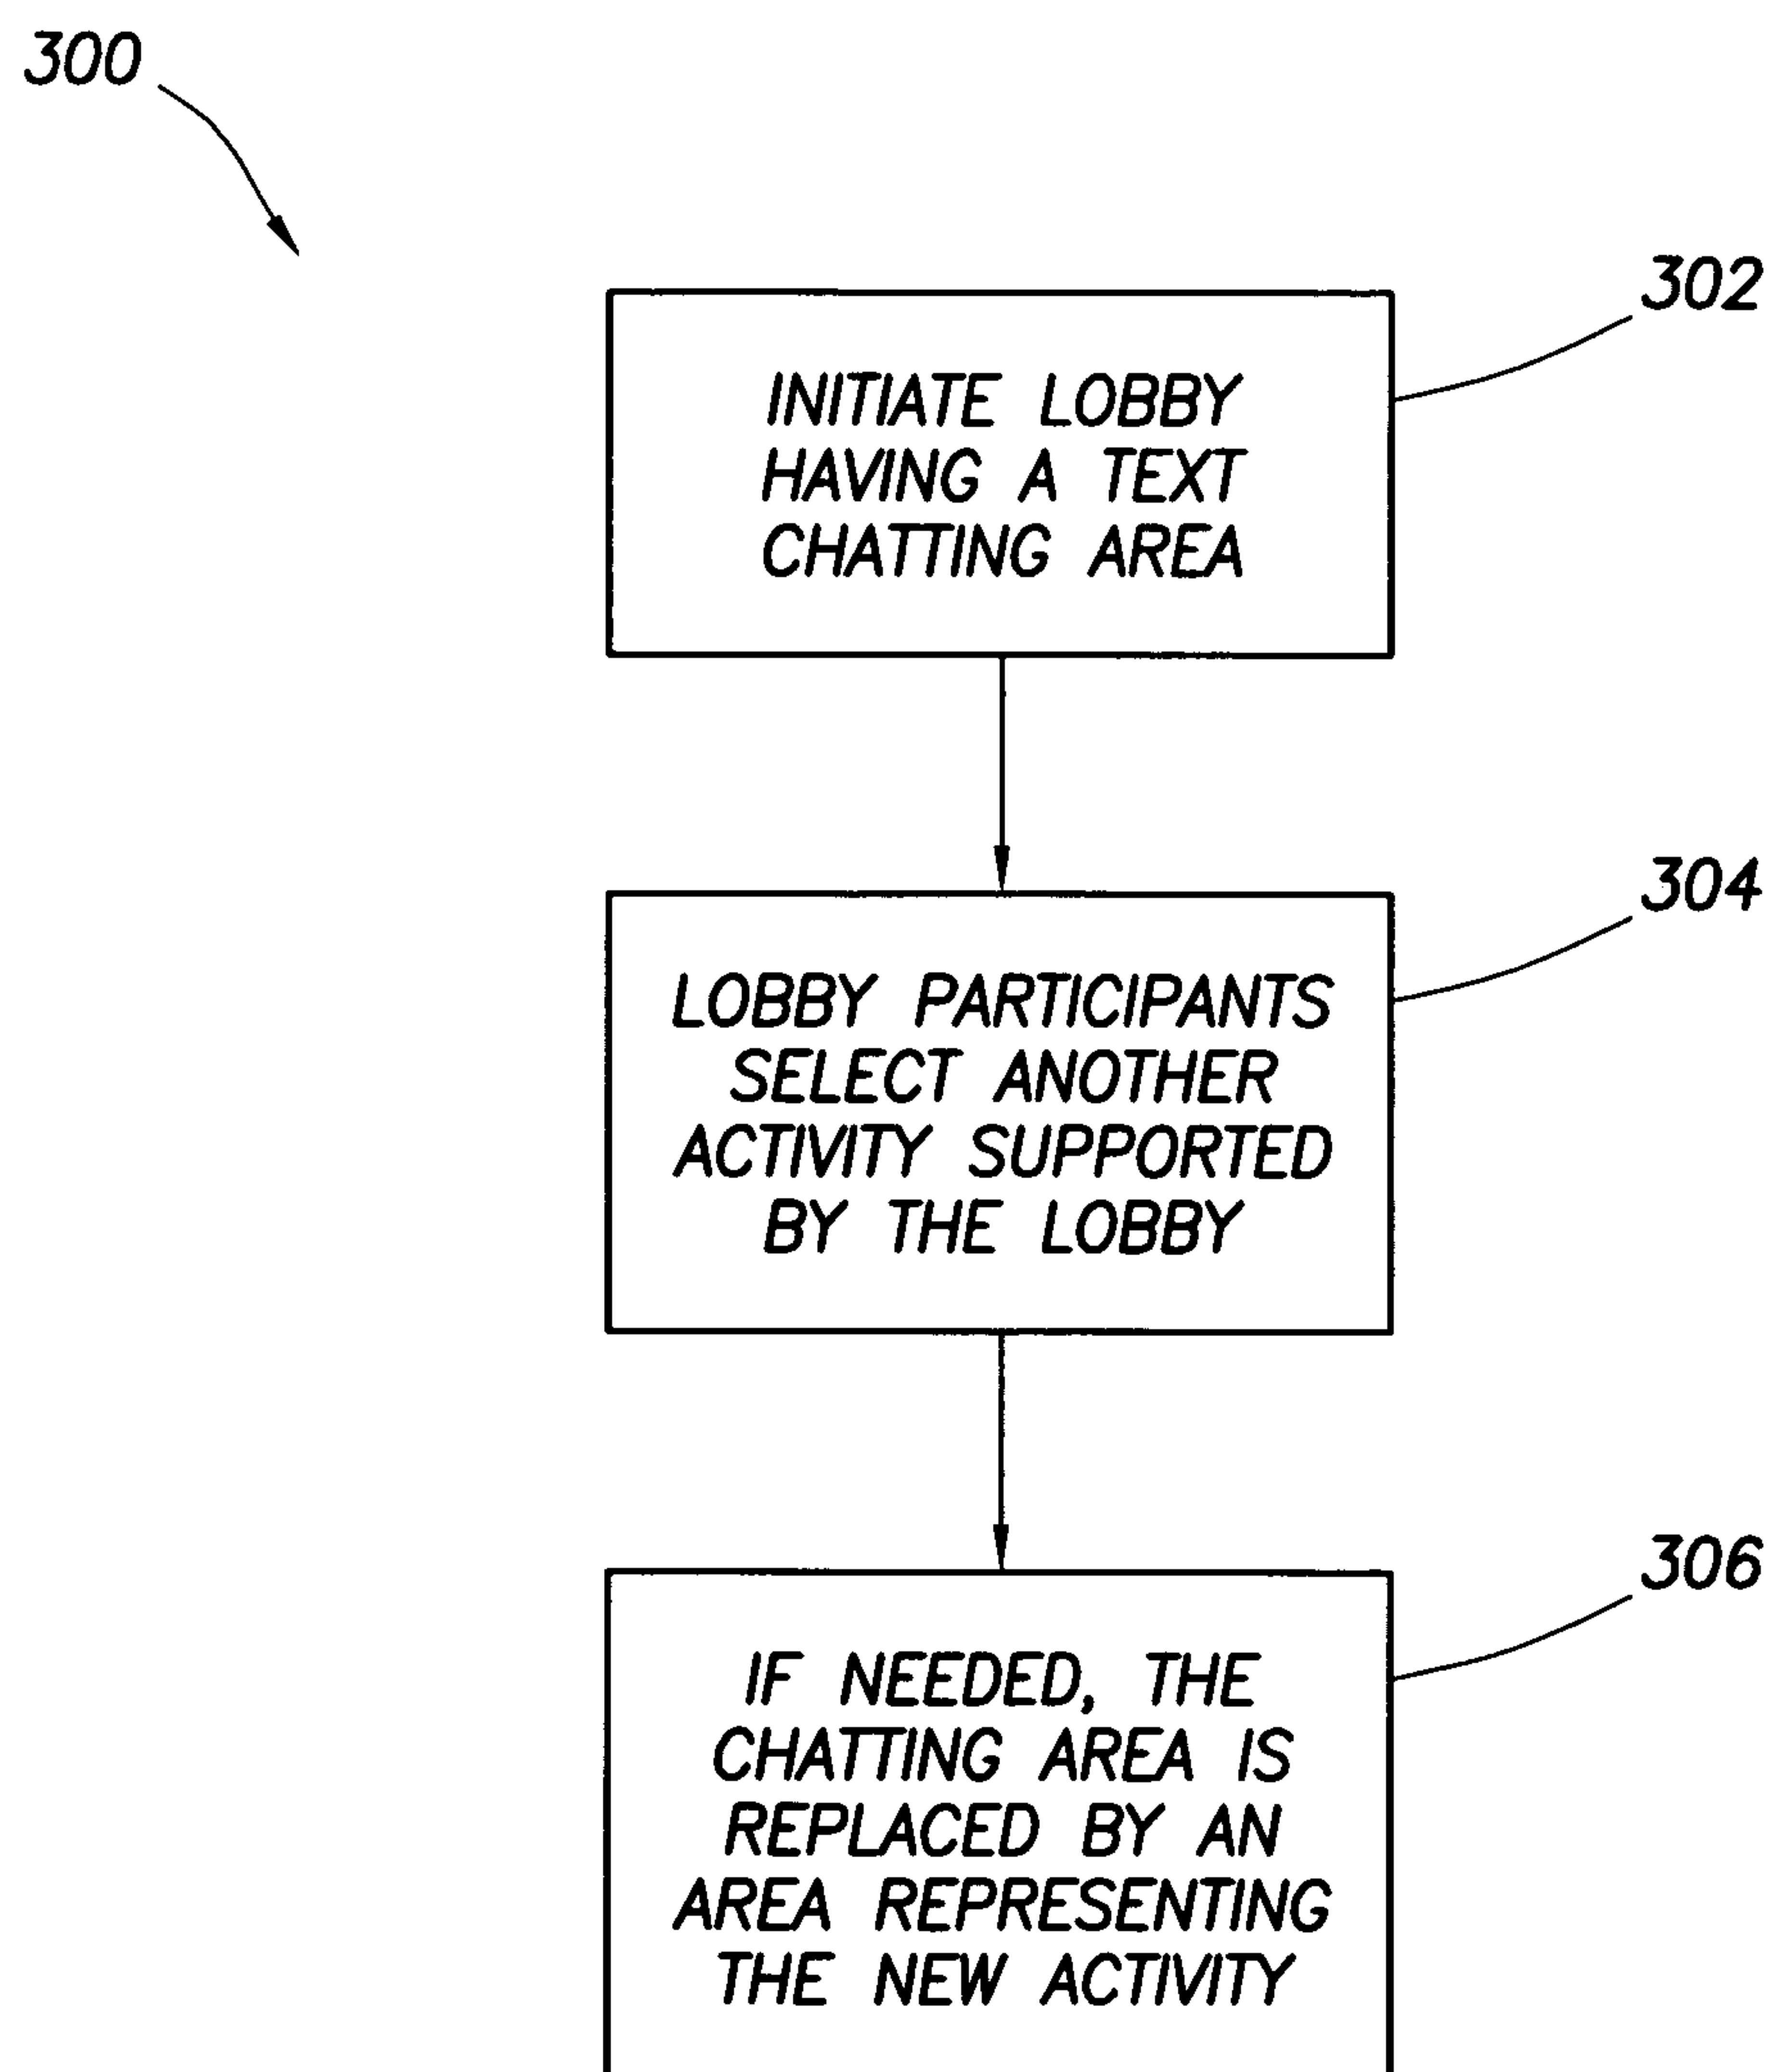 300
302
INITIATE LOBBY
HAVING A TEXT
CHATTING AREA
304
LOBBY PARTICIPANTS
SELECT ANOTHER
ACTIVITY SUPPORTED
BY THE LOBBY
306
IF NEEDED, THE
CHATTING AREA IS
REPLACED BY AN
AREA REPRESENTING
THE NEW ACTIVITY